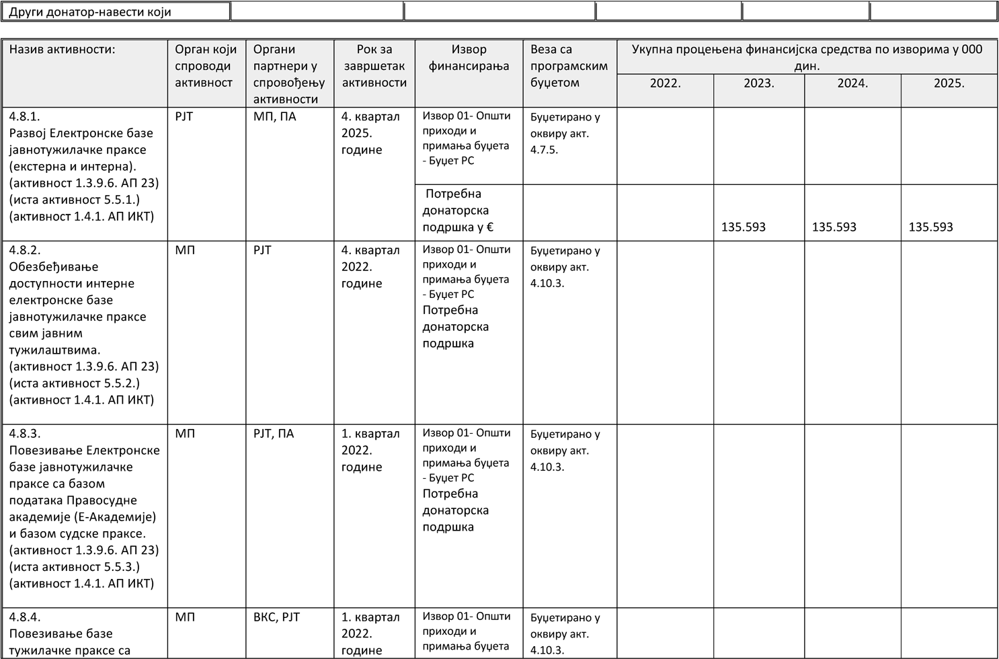 Други донатор-навести који
Назив активности:
Орган који
спроводи
активност
Органи
партнери у
спровођењу
активности
Рок за
завршетак
активности
Извор
финансирања
Веза са
програмским
буџетом
Укупна процењена финансијска средства по изворима у 000
дин.
2022.
2023.
2024.
2025.
4.8.1.
Развој Електронске базе
јавнотужилачке праксе
(екстерна и интерна).
(активност 1.3.9.6. АП 23)
(иста активност 5.5.1.)
(активност 1.4.1. АП ИКТ)
РЈТ
МП, ПА
4. квартал
2025.
године
Извор 01- Општи
приходи и
примања буџета
- Буџет РС
Буџетирано у
оквиру акт.
4.7.5.
Потребна
донаторска
подршка у €
135.593
135.593
135.593
4.8.2.
Обезбеђивање
доступности интерне
електронске базе
јавнотужилачке праксе
свим јавним
тужилаштвима.
(активност 1.3.9.6. АП 23)
(иста активност 5.5.2.)
(активност 1.4.1. АП ИКТ)
МП
РЈТ
4. квартал
2022.
године
Извор 01- Општи
приходи и
примања буџета
- Буџет РС
Потребна
донаторска
подршка
Буџетирано у
оквиру акт.
4.10.3.
4.8.3.
Повезивање Електронске
базе јавнотужилачке
праксе са базом
података Правосудне
академије (Е-Академије)
и базом судске праксе.
(активност 1.3.9.6. АП 23)
(иста активност 5.5.3.)
(активност 1.4.1. АП ИКТ)
МП
РЈТ, ПА
1. квартал
2022.
године
Извор 01- Општи
приходи и
примања буџета
- Буџет РС
Потребна
донаторска
подршка
Буџетирано у
оквиру акт.
4.10.3.
4.8.4.
Повезивање базе
тужилачке праксе са
МП
ВКС, РЈТ
1. квартал
2022.
године
Извор 01- Општи
приходи и
примања буџета
Буџетирано у
оквиру акт.
4.10.3.